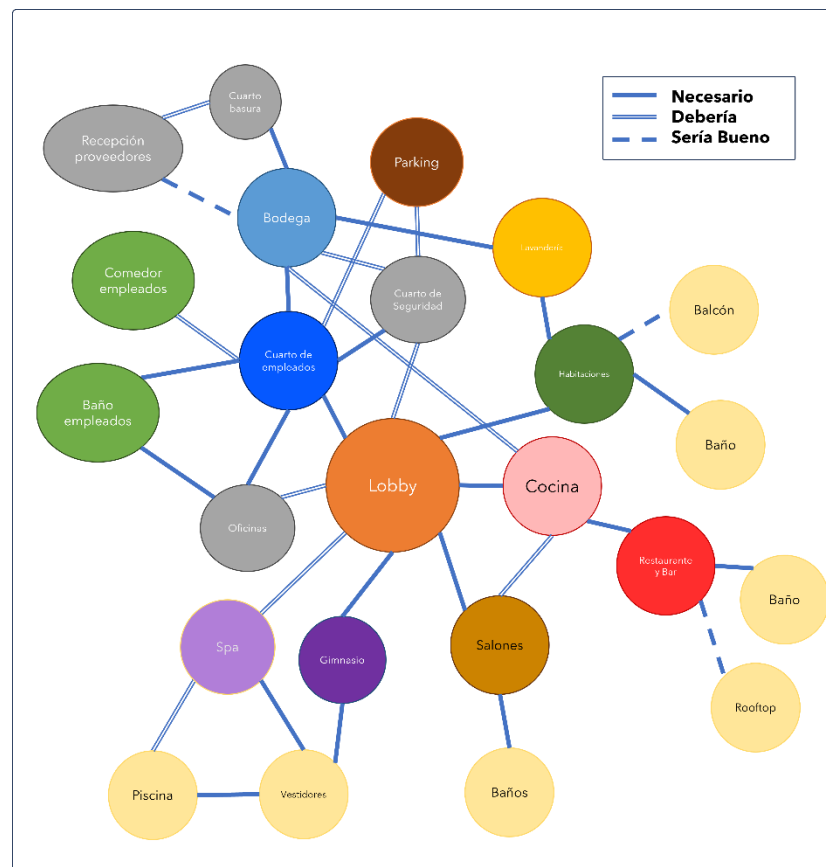 Necesario
Debería
Sería Bueno
Cuarto
basura
Recepción
proveedores
Parking
Bodega
Lavandería
Comedor
empleados
Cuarto de
Seguridad
Balcón
Cuarto de
empleados
Habitaciones
Baño
empleados
Baño
Lobby
Cocina
Oficinas
Restaurante
y Bar
Baño
Spa
Gimnasio
Salones
Rooftop
Piscina
Vestidores
Baños